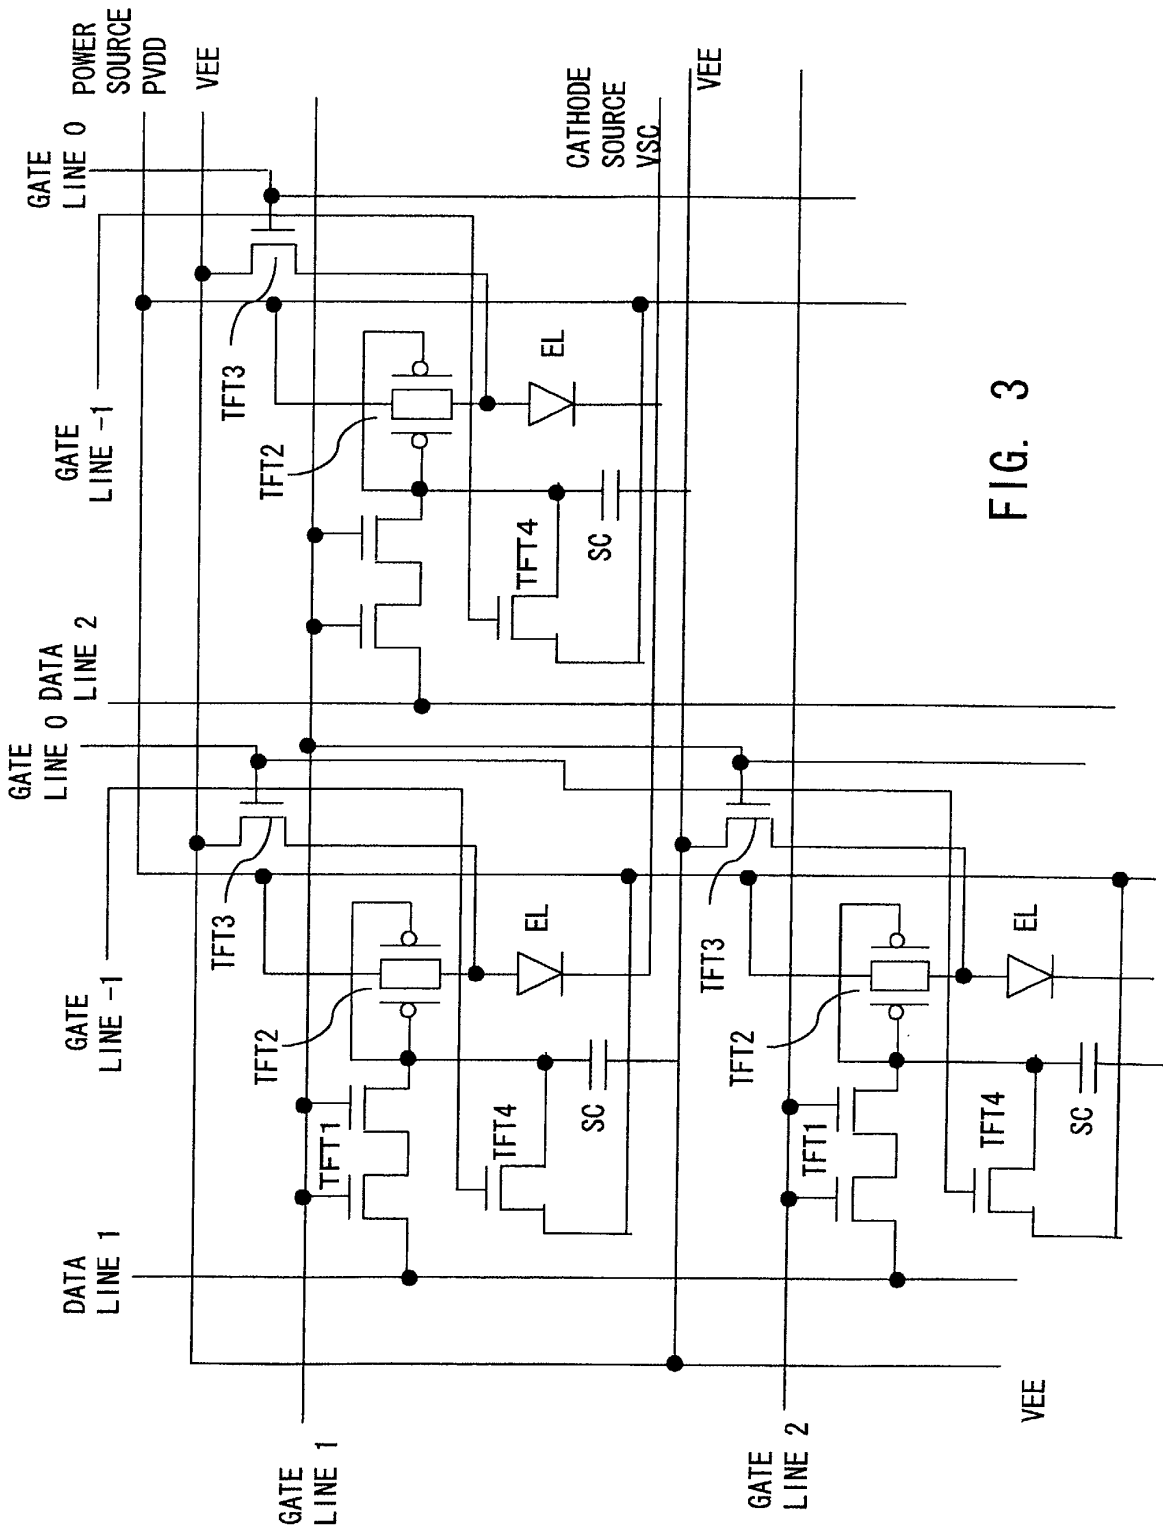 GATE
LINE 1
GATE
LINE 2
DATA
LINE 1
VEE
GATE
LINE -1
GATE
LINE 0
DATA
LINE 2
GATE
LINE -1
GATE
LINE 0
POWER
SOURCE
PVDD
VEE
CATHODE
SOURCE
VSC
VEE
TFT1
TFT2
TFT3
TFT4
SC
EL
TFT2
TFT3
TFT4
SC
EL
TFT1
TFT2
TFT3
TFT4
SC
EL
FIG. 3